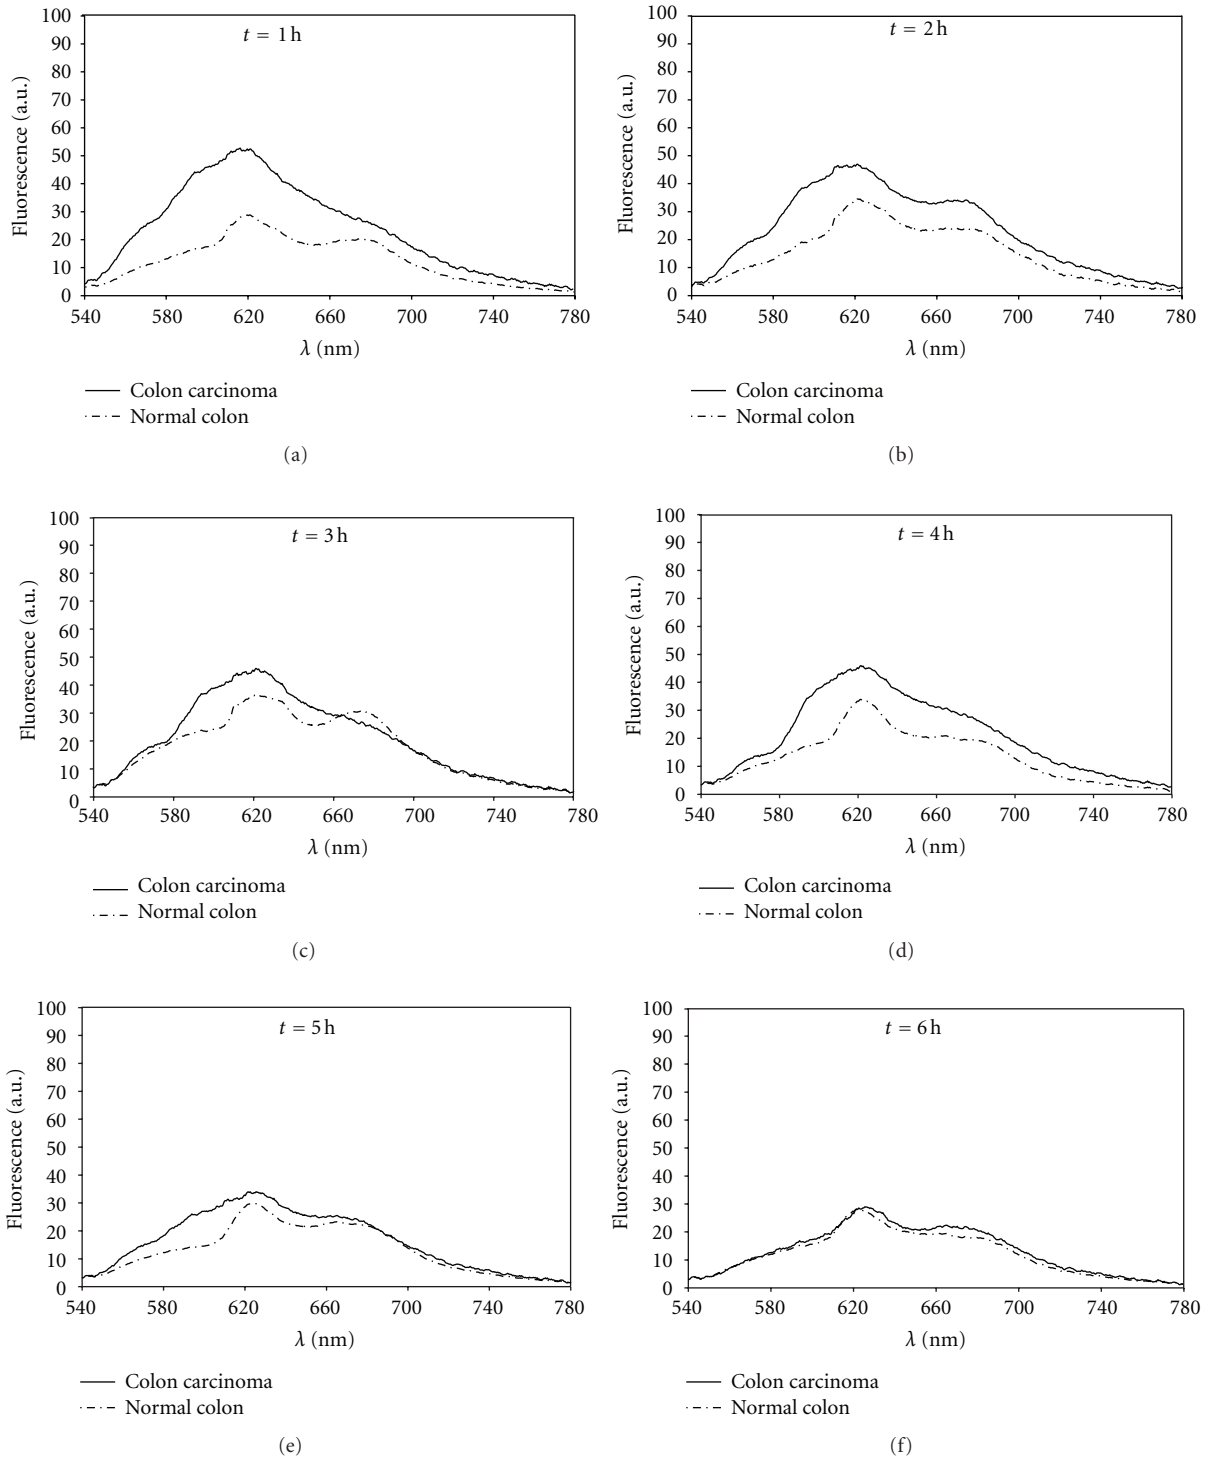 t = 1 h
Fluorescence (a.u.)
100
90
80
70
60
50
40
30
20
10
0
540 580 620 660 700 740 780
λ (nm)
Colon carcinoma
Normal colon
(a)
t = 2 h
Fluorescence (a.u.)
100
90
80
70
60
50
40
30
20
10
0
540 580 620 660 700 740 780
λ (nm)
Colon carcinoma
Normal colon
(b)
t = 3 h
Fluorescence (a.u.)
100
90
80
70
60
50
40
30
20
10
0
540 580 620 660 700 740 780
λ (nm)
Colon carcinoma
Normal colon
(c)
t = 4 h
Fluorescence (a.u.)
100
90
80
70
60
50
40
30
20
10
0
540 580 620 660 700 740 780
λ (nm)
Colon carcinoma
Normal colon
(d)
t = 5 h
Fluorescence (a.u.)
100
90
80
70
60
50
40
30
20
10
0
540 580 620 660 700 740 780
λ (nm)
Colon carcinoma
Normal colon
(e)
t = 6 h
Fluorescence (a.u.)
100
90
80
70
60
50
40
30
20
10
0
540 580 620 660 700 740 780
λ (nm)
Colon carcinoma
Normal colon
(f)